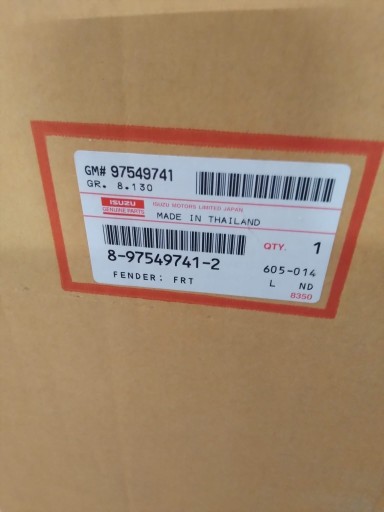 GM# 97549741
GR. 8.130
ISUZU
GENUINE PARTS
ISUZU MOTORS LIMITED JAPAN
MADE IN THAILAND
8-97549741-2
QTY. 1
FENDER: FRT
605-014
L ND
8350